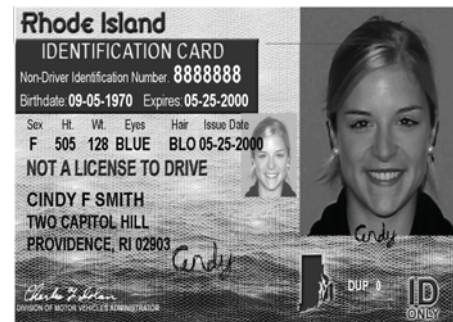 Rhode Island
IDENTIFICATION CARD
Non-Driver Identification Number. 8888888
Birthdate: 09-05-1970 Expires: 05-25-2000
Sex Ht. Wt. Eyes Hair Issue Date
F 505 128 BLUE BLO 05-25-2000
NOT A LICENSE TO DRIVE
CINDY F SMITH
TWO CAPITOL HILL
PROVIDENCE, RI 02903
Cindy
Cindy
DIVISION OF MOTOR VEHICLES ADMINISTRATOR
DUP 0
ID
ONLY